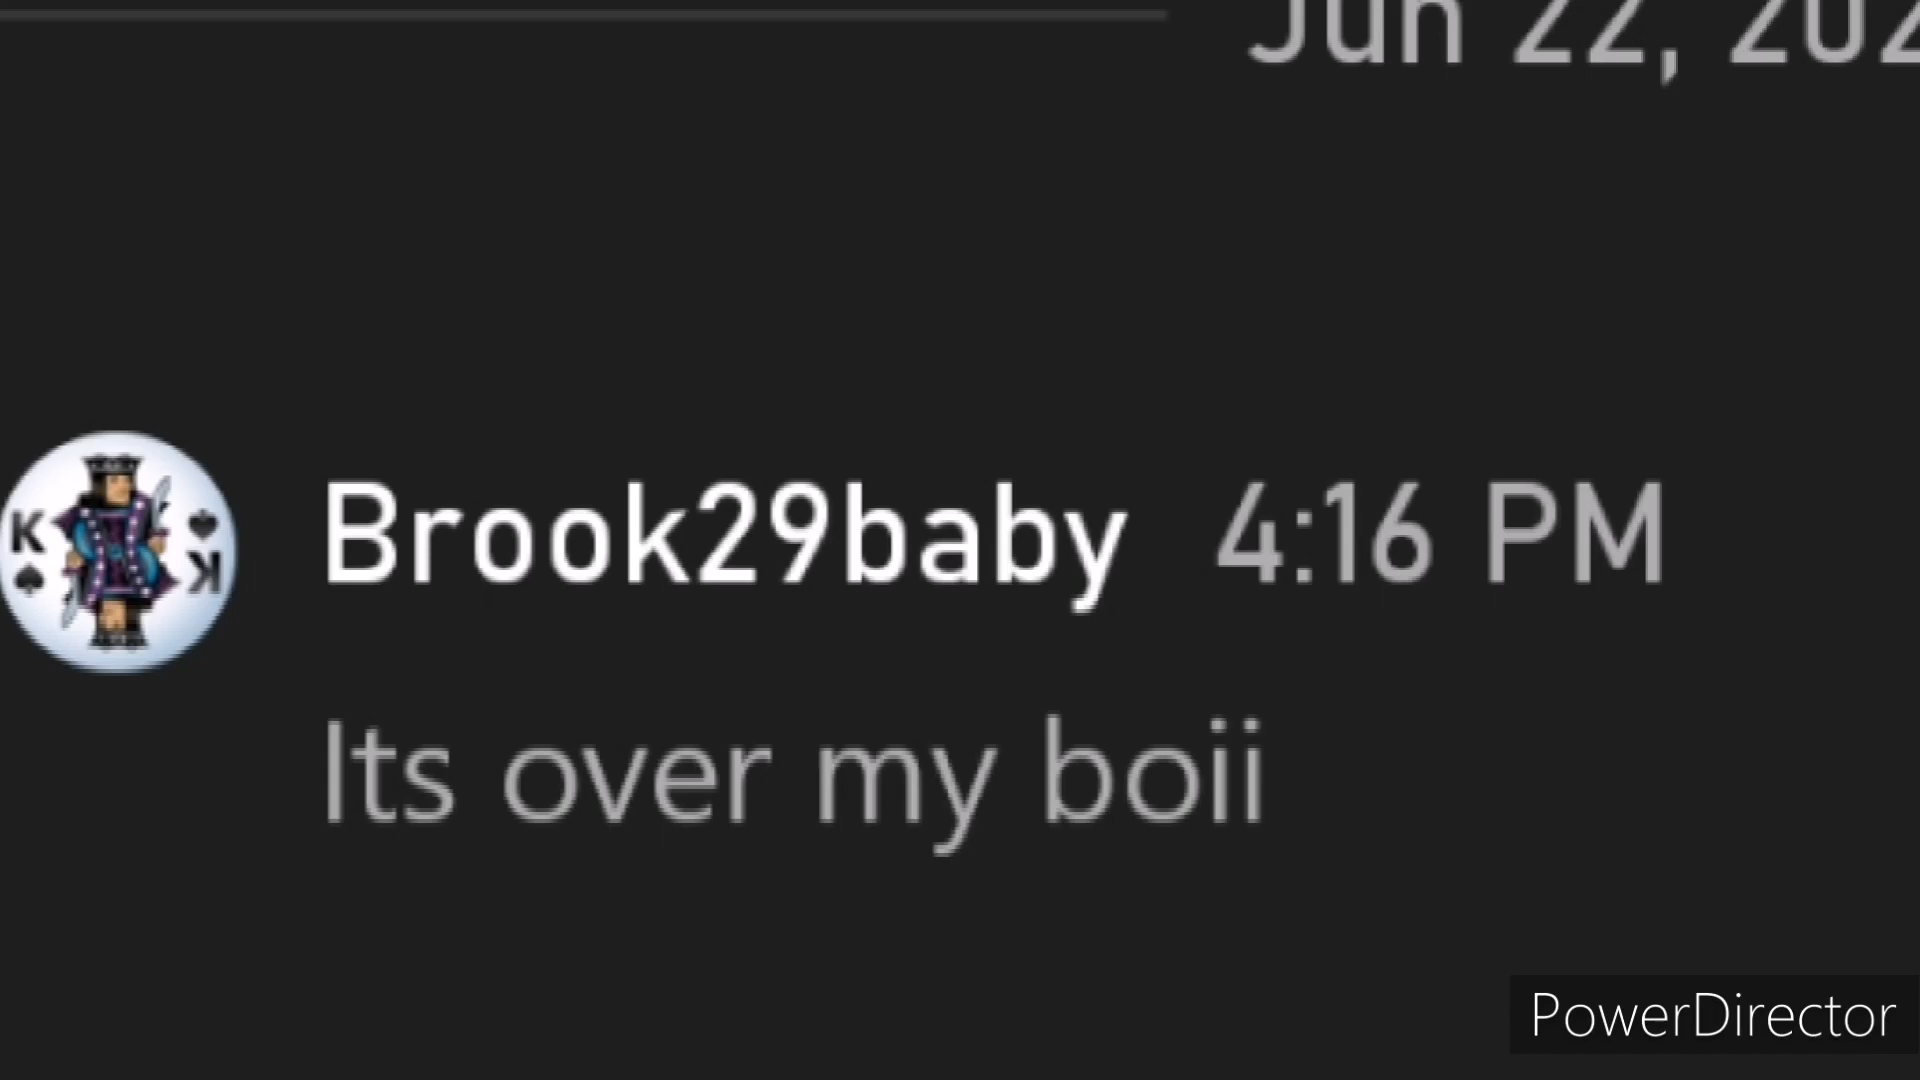 Jun 22, 202
K
Brook29baby 4:16 PM
K
Its over my boii
PowerDirector